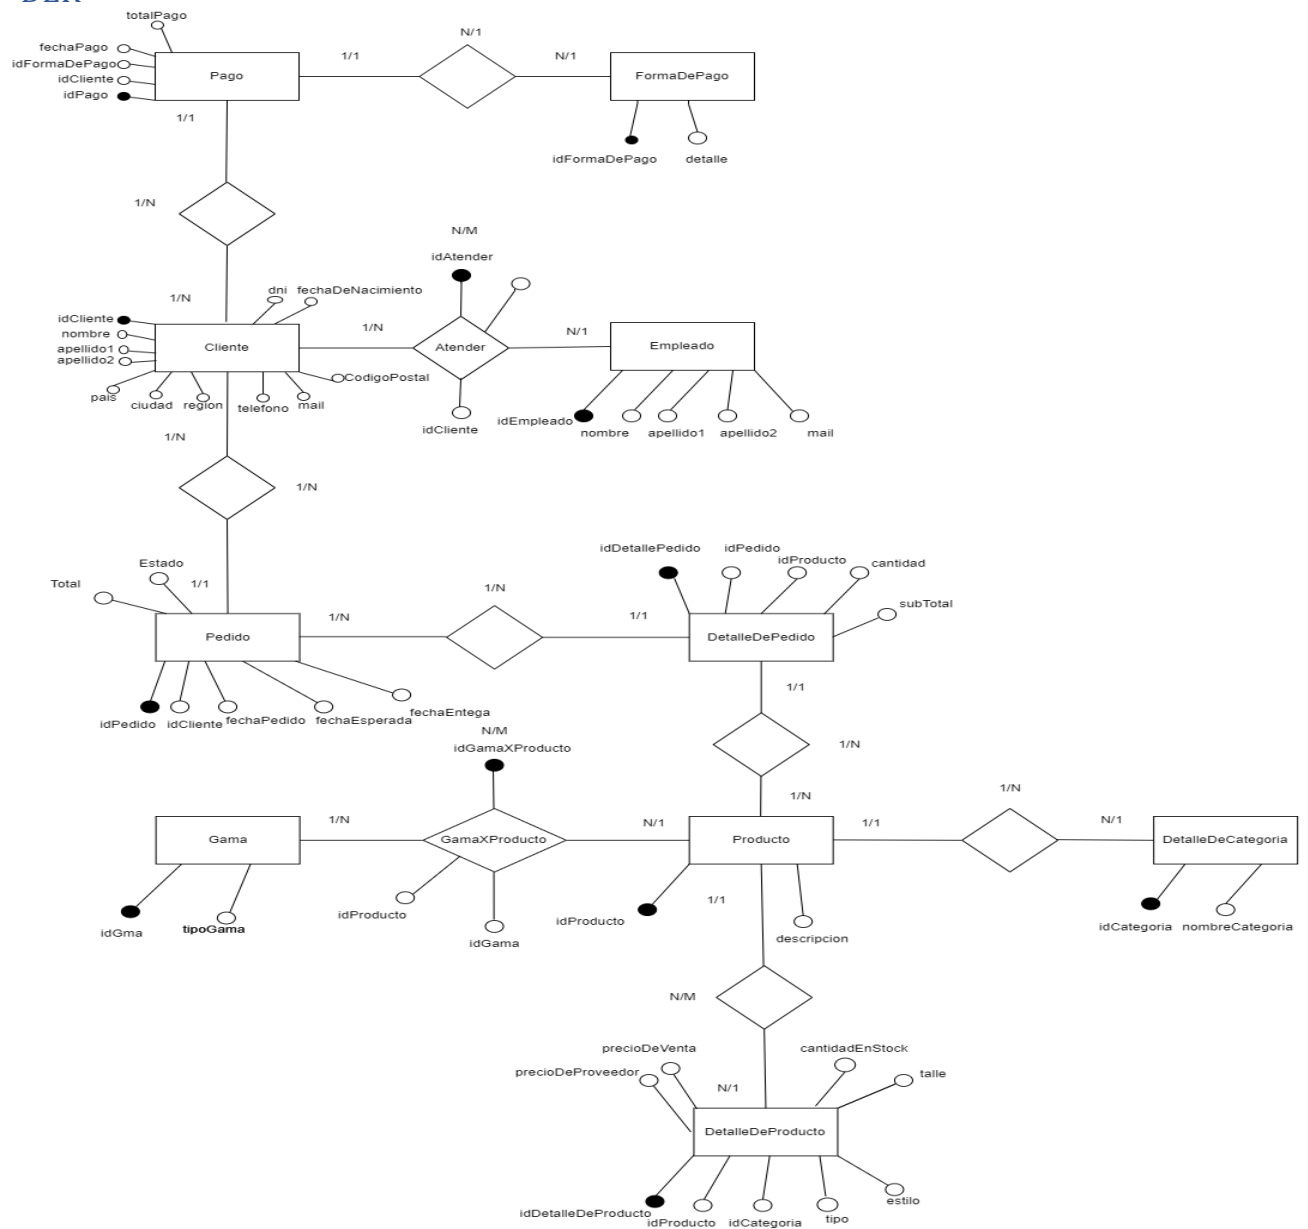 DER
totalPago
fechaPago
idFormaDePago
idCliente
idPago
Pago
1/1
N/1
N/1
FormaDePago
1/1
idFormaDePago
detalle
1/N
N/M
idAtender
1/N
dni
fechaDeNacimiento
idCliente
nombre
apellido1
apellido2
Cliente
1/N
Atender
N/1
Empleado
pais
ciudad
region
telefono
mail
CodigoPostal
idCliente
idEmpleado
nombre
apellido1
apellido2
mail
1/N
1/N
idDetallePedido
idPedido
idProducto
cantidad
subTotal
Estado
Total
1/1
1/N
Pedido
1/N
1/1
DetalleDePedido
idPedido
idCliente
fechaPedido
fechaEsperada
fechaEntega
1/1
N/M
idGamaXProducto
1/N
1/N
1/N
Gama
1/N
GamaXProducto
N/1
Producto
1/1
N/1
DetalleDeCategoria
idGma
tipoGama
idProducto
idGama
idProducto
1/1
descripcion
idCategoria
nombreCategoria
N/M
precioDeVenta
cantidadEnStock
precioDeProveedor
talle
N/1
DetalleDeProducto
idDetalleDeProducto
idProducto
idCategoria
tipo
estilo